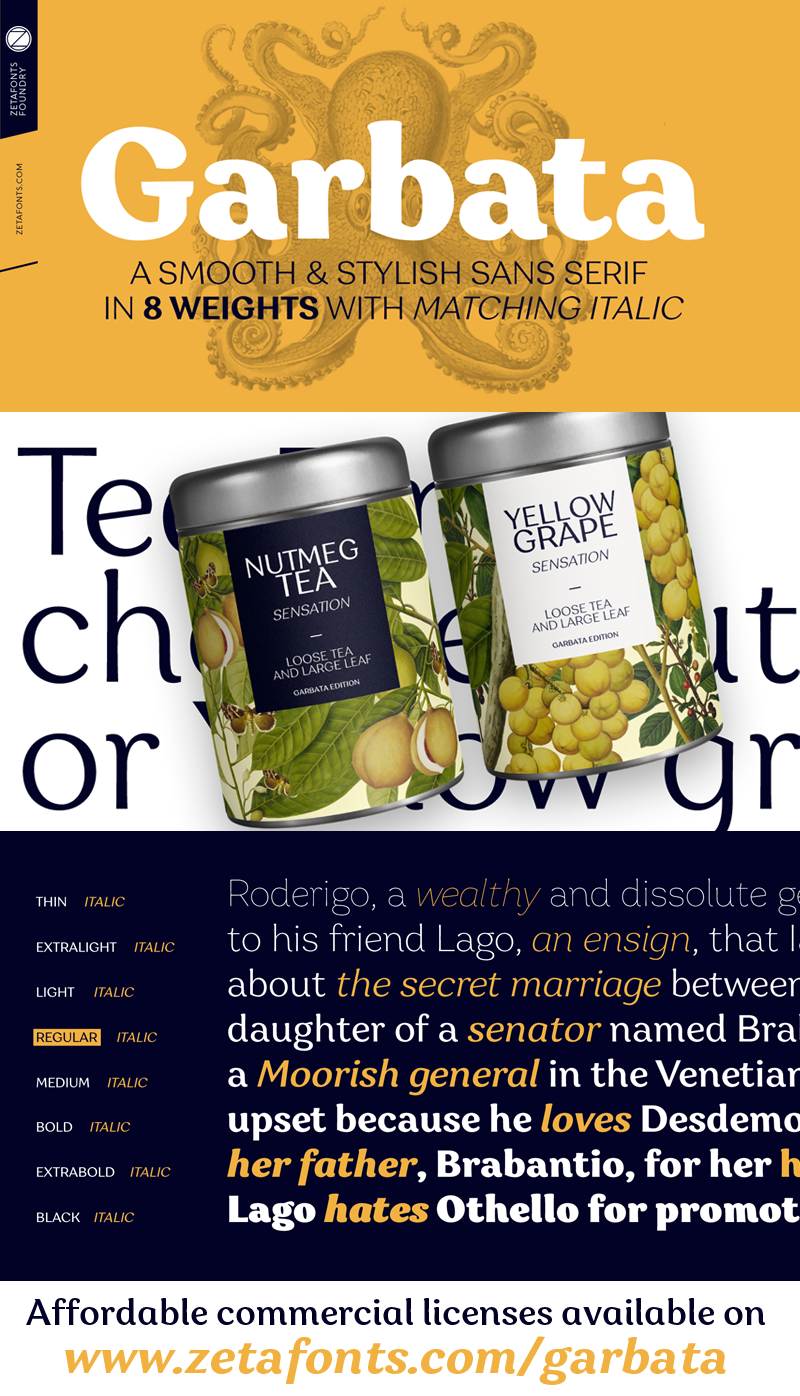 ZETAFONTS
FOUNDRY
ZETAFONTS.COM
Garbata
A SMOOTH & STYLISH SANS SERIF
IN 8 WEIGHTS WITH MATCHING ITALIC
NUTMEG
TEA
SENSATION
LOOSE TEA
AND LARGE LEAF
GARBATA EDITION
YELLOW
GRAPE
SENSATION
LOOSE TEA
AND LARGE LEAF
GARBATA EDITION
or
THIN ITALIC
EXTRALIGHT ITALIC
LIGHT ITALIC
REGULAR ITALIC
MEDIUM ITALIC
BOLD ITALIC
EXTRABOLD ITALIC
BLACK ITALIC
Roderigo, a wealthy and dissolute
to his friend Lago, an ensign, that
about the secret marriage between
daughter of a senator named
a Moorish general in the
upset because he loves
her father, Brabantio, for her
Lago hates Othello for
Affordable commercial licenses available on
www.zetafonts.com/garbata